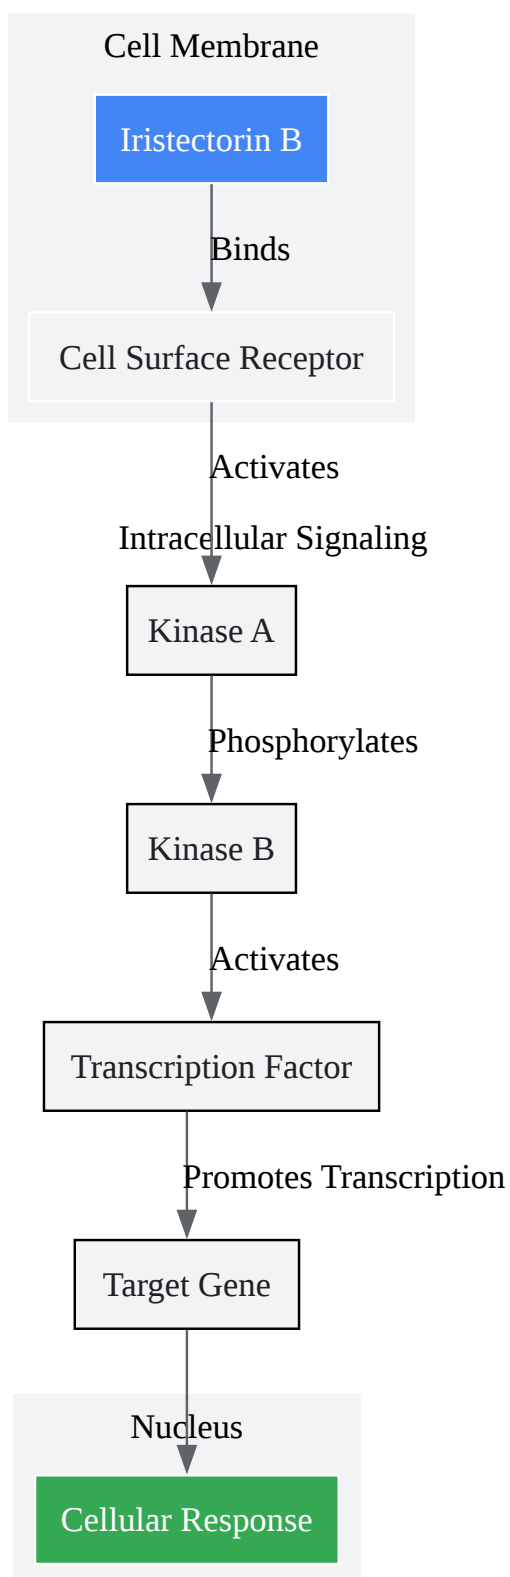 Cell Membrane
Iristectorin B
Binds
Cell Surface Receptor
Activates
Intracellular Signaling
Kinase A
Phosphorylates
Kinase B
Activates
Transcription Factor
Promotes Transcription
Target Gene
Nucleus
Cellular Response